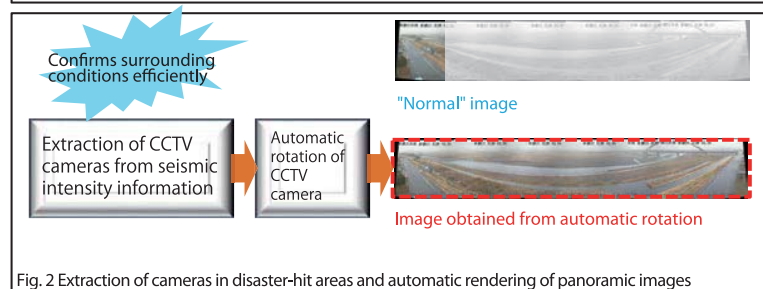 Confirms surrounding
conditions efficiently
"Normal" image
Extraction of CCTV
cameras from seismic
intensity information
Automatic
rotation of
CCTV
camera
Image obtained from automatic rotation
Fig. 2 Extraction of cameras in disaster-hit areas and automatic rendering of panoramic images